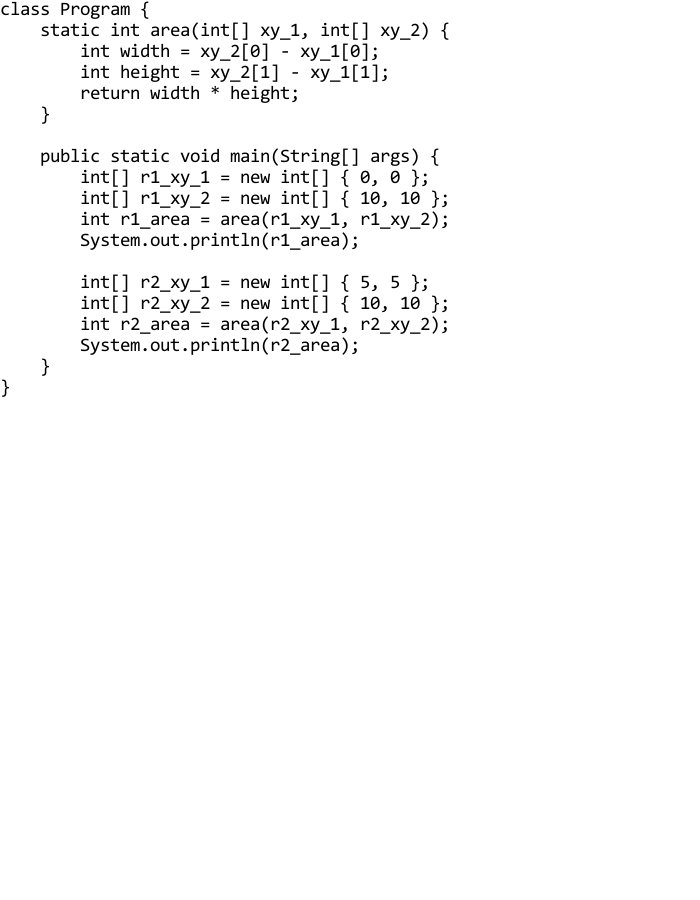 class Program {
    static int area(int[] xy_1, int[] xy_2) {
        int width = xy_2[0] - xy_1[0];
        int height = xy_2[1] - xy_1[1];
        return width * height;
    }

    public static void main(String[] args) {
        int[] r1_xy_1 = new int[] { 0, 0 };
        int[] r1_xy_2 = new int[] { 10, 10 };
        int r1_area = area(r1_xy_1, r1_xy_2);
        System.out.println(r1_area);

        int[] r2_xy_1 = new int[] { 5, 5 };
        int[] r2_xy_2 = new int[] { 10, 10 };
        int r2_area = area(r2_xy_1, r2_xy_2);
        System.out.println(r2_area);
    }
}